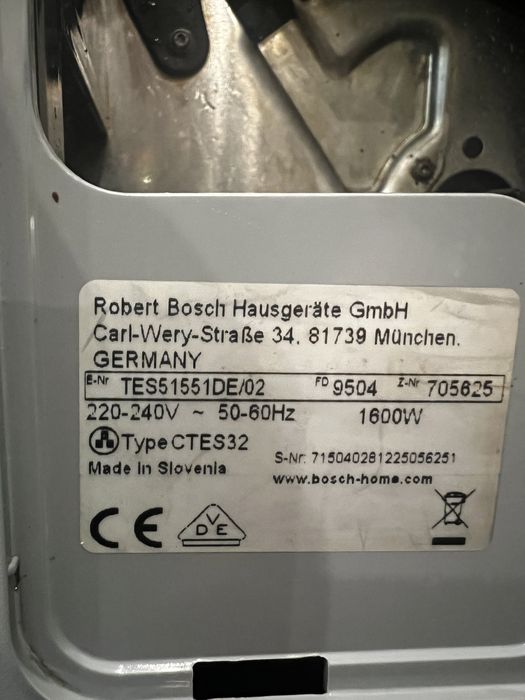 Robert Bosch Hausgeräte GmbH
Carl-Wery-Straße 34, 81739 München.
GERMANY
E-Nr TES51551DE/02 FD 9504 Z-Nr 705625
220-240V ~ 50-60Hz 1600W
Type CTES32
S-Nr. 715040281225056251
Made in Slovenia
www.bosch-home.com
CE
VDE